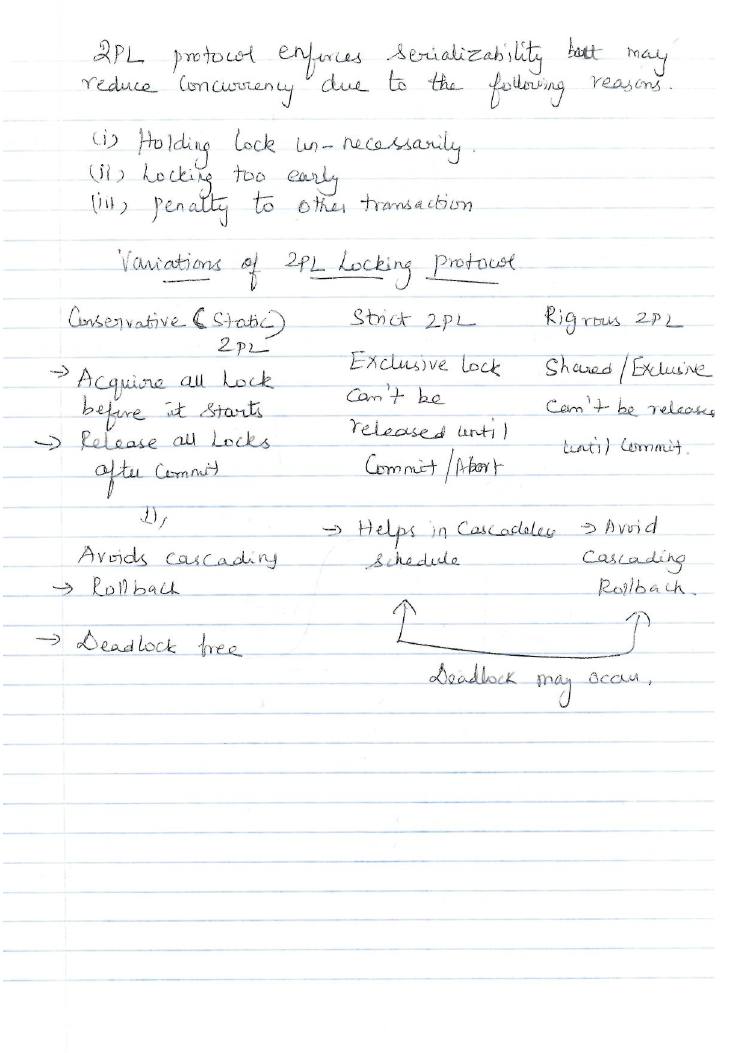 2PL protocol enforces serializability but may
reduce concurrency due to the following reasons.
(i) Holding lock un-necessarily.
(ii) Locking too early
(iii) penalty to other transaction
Variations of 2PL Locking protocol
Conservative (Static)
2PL
→ Acquire all Lock
before it starts
→ Release all Locks
after commit
Avoids cascading
→ Rollback
→ Deadlock free
Strict 2PL
Exclusive lock
can't be
released until
Commit/Abort
→ Helps in Cascadeless
schedule
Rigrous 2PL
Shared/Exclusive
Can't be releases
until Commit.
→ Avoid
Cascading
Rollback.
Deadlock may occur.